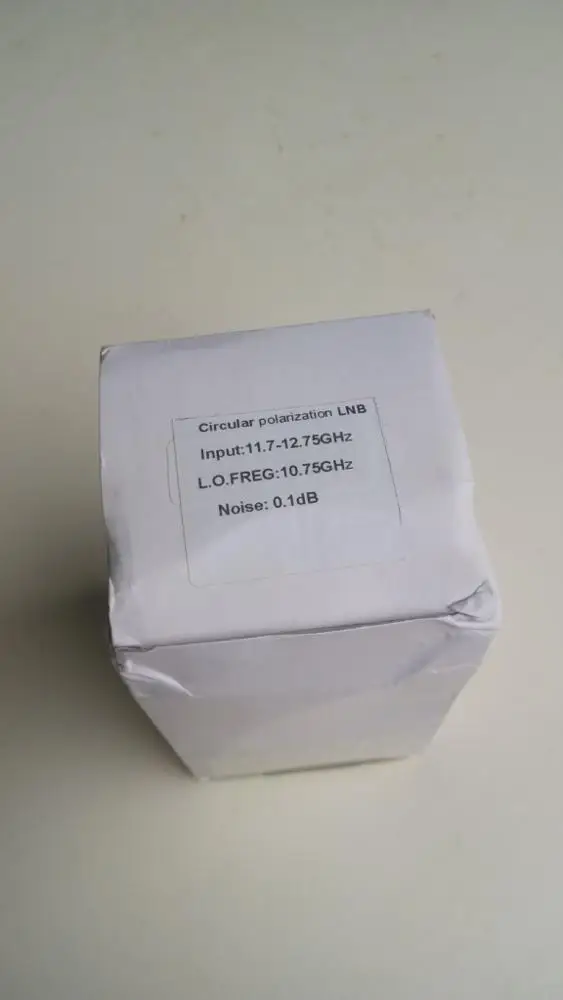 Circular polarization LNB
Input:11.7-12.75GHz
L.O.FREG:10.75GHz
Noise: 0.1dB